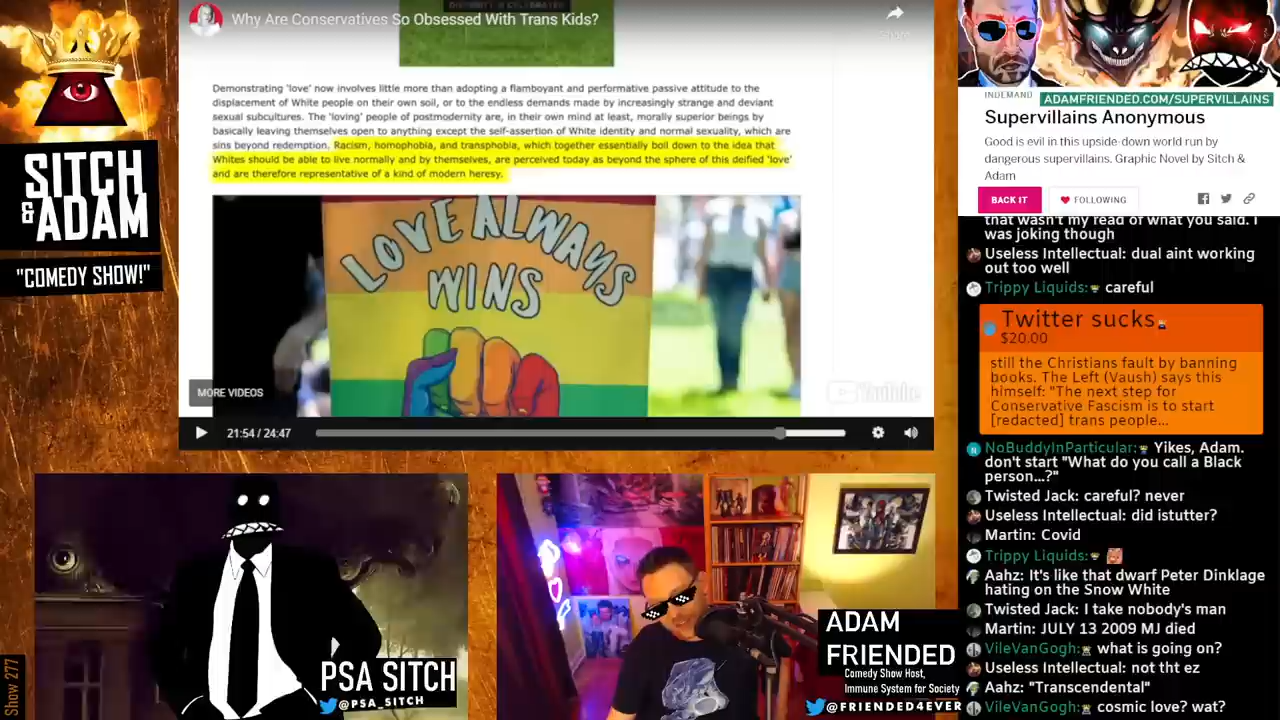 DIVERSITY IS CELEBRATED
Why Are Conservatives So Obsessed With Trans Kids?
Share
Demonstrating 'love' now involves little more than adopting a flamboyant and performative passive attitude to the
displacement of White people on their own soil, or to the endless demands made by increasingly strange and deviant
sexual subcultures. The 'loving' people of postmodernity are, in their own mind at least, morally superior beings by
basically leaving themselves open to anything except the self-assertion of White identity and normal sexuality, which are
sins beyond redemption. Racism, homophobia, and transphobia, which together essentially boil down to the idea that
Whites should be able to live normally and by themselves, are perceived today as beyond the sphere of this deified 'love'
and are therefore representative of a kind of modern heresy.
LOVE ALWAYS
WINS
MORE VIDEOS
YouTube
21:54 / 24:47
SITCH
& ADAM
"COMEDY SHOW!"
Show 277
PSA SITCH
@PSA_SITCH
ADAM
FRIENDED
Comedy Show Host,
Immune System for Society
@FRIENDED4EVER
INDEMAND
ADAMFRIENDED.COM/SUPERVILLAINS
Supervillains Anonymous
Good is evil in this upside-down world run by
dangerous supervillains. Graphic Novel by Sitch &
Adam
BACK IT
FOLLOWING
that wasn't my read of what you said. I
was joking though
Useless Intellectual: dual aint working
out too well
Trippy Liquids: careful
Twitter sucks
$20.00
still the Christians fault by banning
books. The Left (Vaush) says this
himself: "The next step for
Conservative Fascism is to start
[redacted] trans people...
NoBuddyInParticular: Yikes, Adam.
don't start "What do you call a Black
person...?"
Twisted Jack: careful? never
Useless Intellectual: did istutter?
Martin: Covid
Trippy Liquids:
Aahz: It's like that dwarf Peter Dinklage
hating on the Snow White
Twisted Jack: I take nobody's man
Martin: JULY 13 2009 MJ died
VileVanGogh: what is going on?
Useless Intellectual: not tht ez
Aahz: "Transcendental"
VileVanGogh: cosmic love? wat?